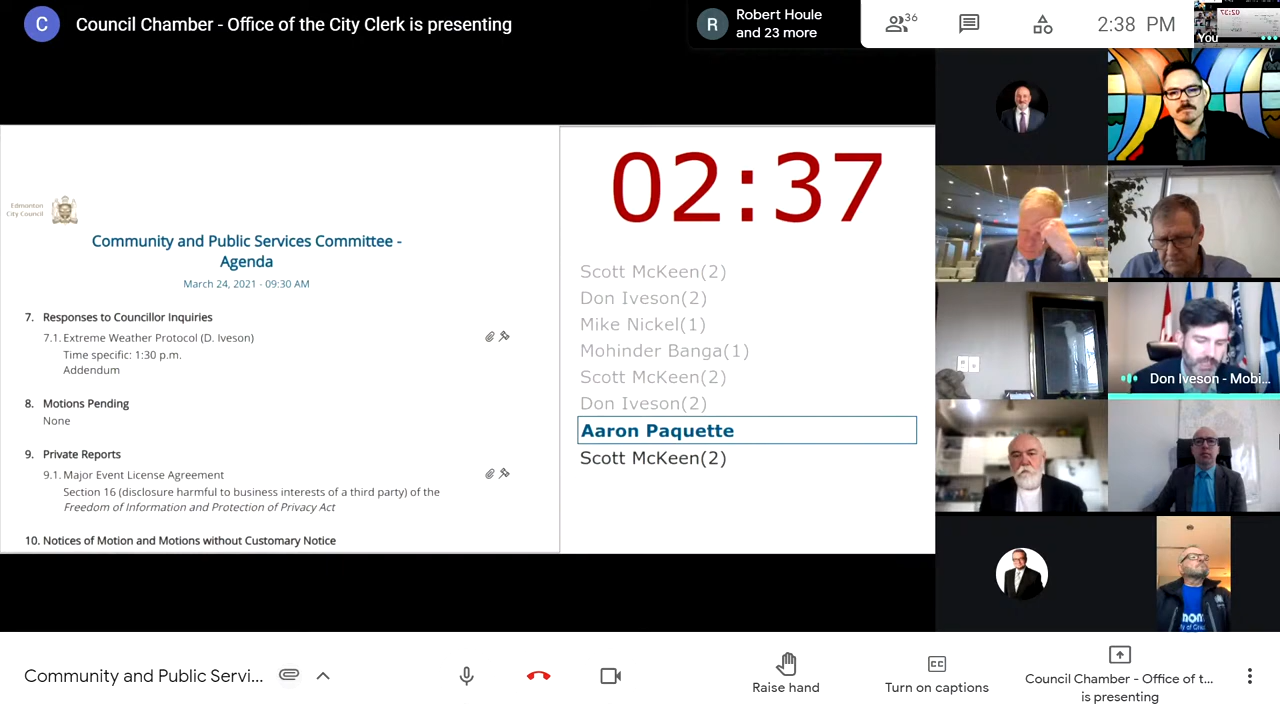 C
Council Chamber - Office of the City Clerk is presenting
R
Robert Houle
and 23 more
36
2:38 PM
02:37
You
Edmonton
City Council
Community and Public Services Committee -
Agenda
March 24, 2021 - 09:30 AM
7. Responses to Councillor Inquiries
7.1. Extreme Weather Protocol (D. Iveson)
Time specific: 1:30 p.m.
Addendum
8. Motions Pending
None
9. Private Reports
9.1. Major Event License Agreement
Section 16 (disclosure harmful to business interests of a third party) of the
Freedom of Information and Protection of Privacy Act
10. Notices of Motion and Motions without Customary Notice
02:37
Scott McKeen(2)
Don Iveson(2)
Mike Nickel(1)
Mohinder Banga(1)
Scott McKeen(2)
Don Iveson(2)
Aaron Paquette
Scott McKeen(2)
Don Iveson - Mobi...
Community and Public Servi...
Raise hand
CC
Turn on captions
Council Chamber - Office of t...
is presenting